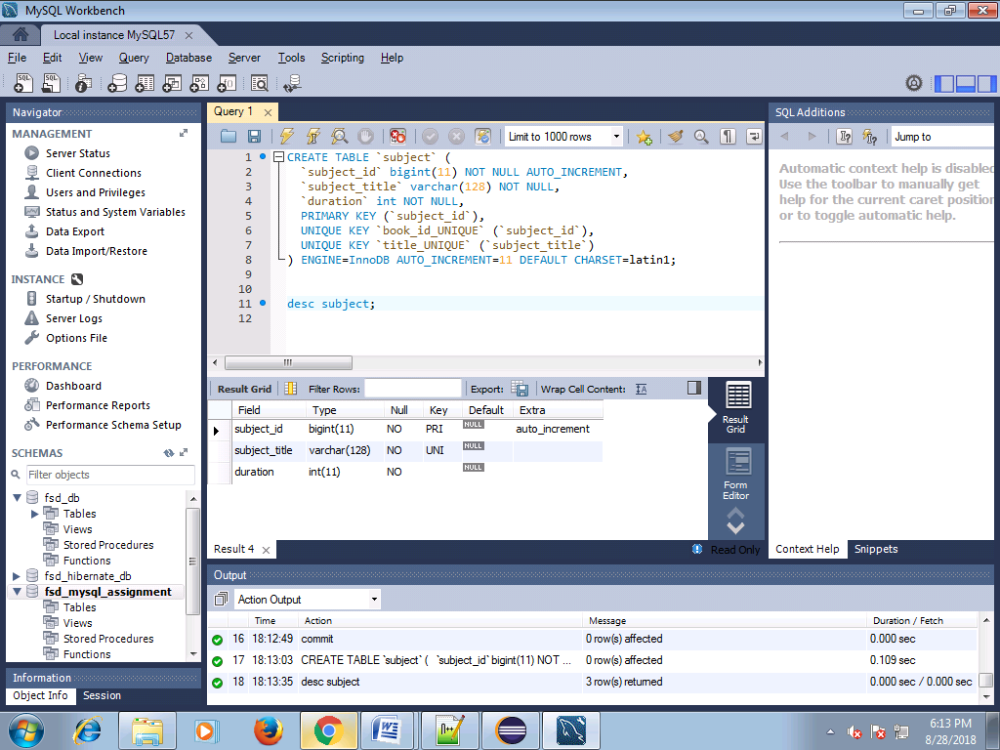 MySQL Workbench
Local instance MySQL57
File Edit View Query Database Server Tools Scripting Help
Navigator
MANAGEMENT
Server Status
Client Connections
Users and Privileges
Status and System Variables
Data Export
Data Import/Restore
INSTANCE
Startup / Shutdown
Server Logs
Options File
PERFORMANCE
Dashboard
Performance Reports
Performance Schema Setup
SCHEMAS
Filter objects
fsd_db
Tables
Views
Stored Procedures
Functions
fsd_hibernate_db
fsd_mysql_assignment
Tables
Views
Stored Procedures
Functions
Information
Object Info Session
Query 1
Limit to 1000 rows
1 CREATE TABLE `subject` (
2 `subject_id` bigint(11) NOT NULL AUTO_INCREMENT,
3 `subject_title` varchar(128) NOT NULL,
4 `duration` int NOT NULL,
5 PRIMARY KEY (`subject_id`),
6 UNIQUE KEY `book_id_UNIQUE` (`subject_id`),
7 UNIQUE KEY `title_UNIQUE` (`subject_title`)
8 ) ENGINE=InnoDB AUTO_INCREMENT=11 DEFAULT CHARSET=latin1;
9
10
11 desc subject;
12
Result Grid Filter Rows: Export: Wrap Cell Content:
Field Type Null Key Default Extra
subject_id bigint(11) NO PRI NULL auto_increment
subject_title varchar(128) NO UNI NULL
duration int(11) NO NULL
Result Grid
Form Editor
Result 4
Read Only
SQL Additions
Jump to
Automatic context help is disabled
Use the toolbar to manually get
help for the current caret position
or to toggle automatic help.
Context Help Snippets
Output
Action Output
Time Action Message Duration / Fetch
16 18:12:49 commit 0 row(s) affected 0.000 sec
17 18:13:03 CREATE TABLE `subject` ( `subject_id` bigint(11) NOT ... 0 row(s) affected 0.109 sec
18 18:13:35 desc subject 3 row(s) returned 0.000 sec / 0.000 sec
6:13 PM
8/28/2018